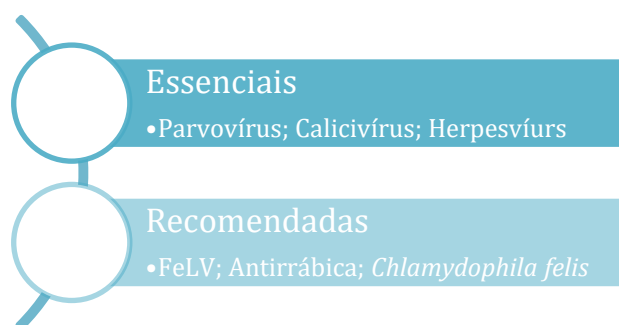 Essenciais
•Parvovírus; Calicivírus; Herpesvíurs
Recomendadas
•FeLV; Antirrábica; Chlamydophila felis